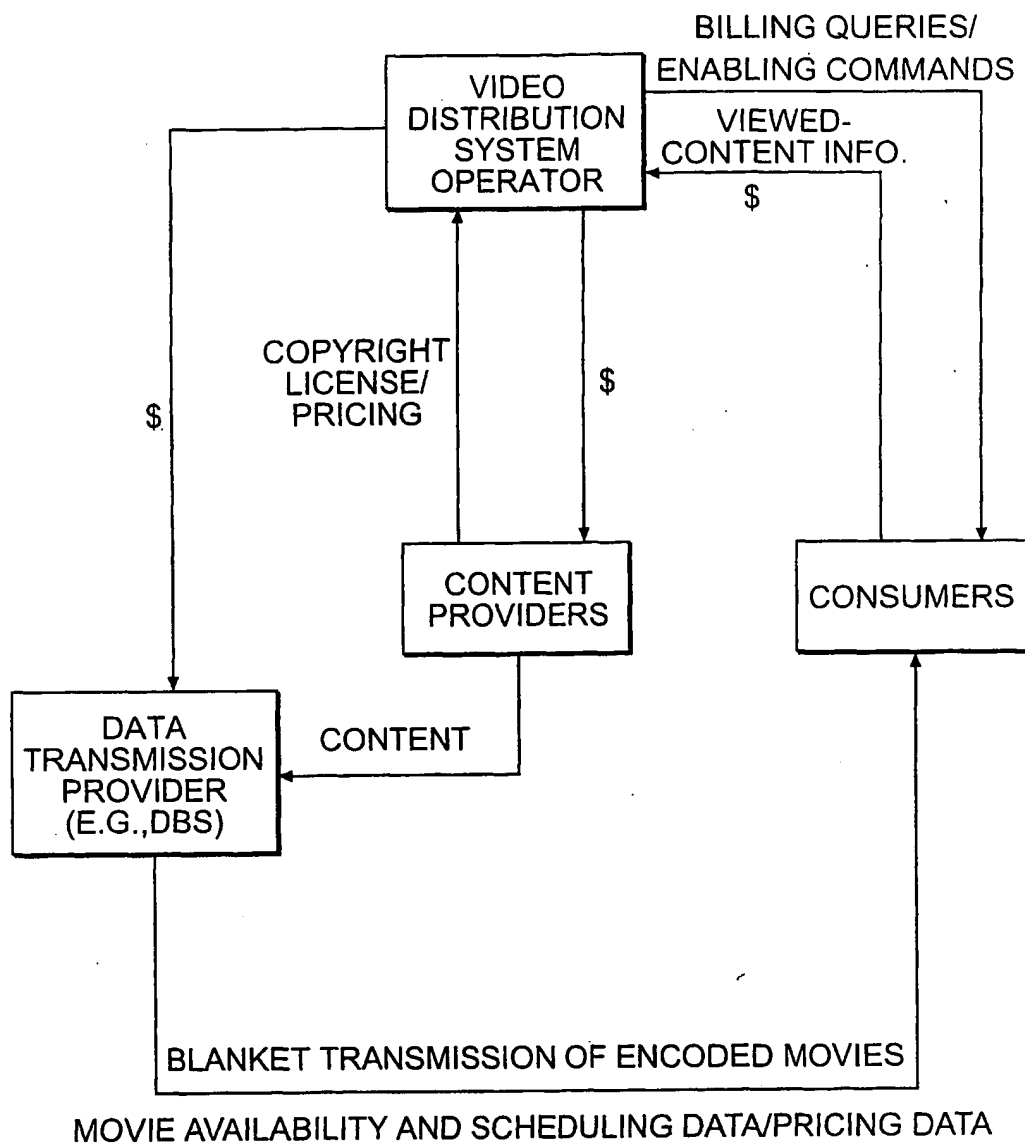 BILLING QUERIES/
ENABLING COMMANDS
VIDEO
DISTRIBUTION
SYSTEM
OPERATOR
VIEWED-
CONTENT INFO.
$
COPYRIGHT
LICENSE/
PRICING
$
$
CONTENT
PROVIDERS
CONSUMERS
DATA
TRANSMISSION
PROVIDER
(E.G.,DBS)
CONTENT
BLANKET TRANSMISSION OF ENCODED MOVIES
MOVIE AVAILABILITY AND SCHEDULING DATA/PRICING DATA